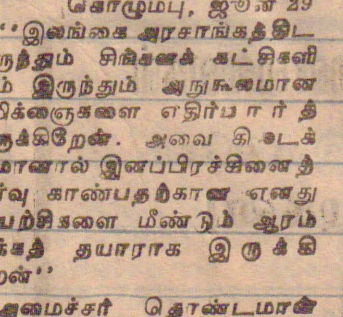 கொழும்பு, ஜூன் 29
"இலங்கை அரசாங்கத்திட
ருந்தும் சிங்களக் கட்சிகளி
ம் இருந்தும் அநுகூலமான
மிக்ஞைகளை எதிர்பார்த்
ருக்கிறேன். அவை கிடைக்
மானால் இனப்பிரச்சினைத்
ர்வு காண்பதற்கான எனது
யற்சிகளை மீண்டும் ஆரம்
க்கத் தயாராக இருக்கி
றேன்"
அமைச்சர் தொண்டமான்